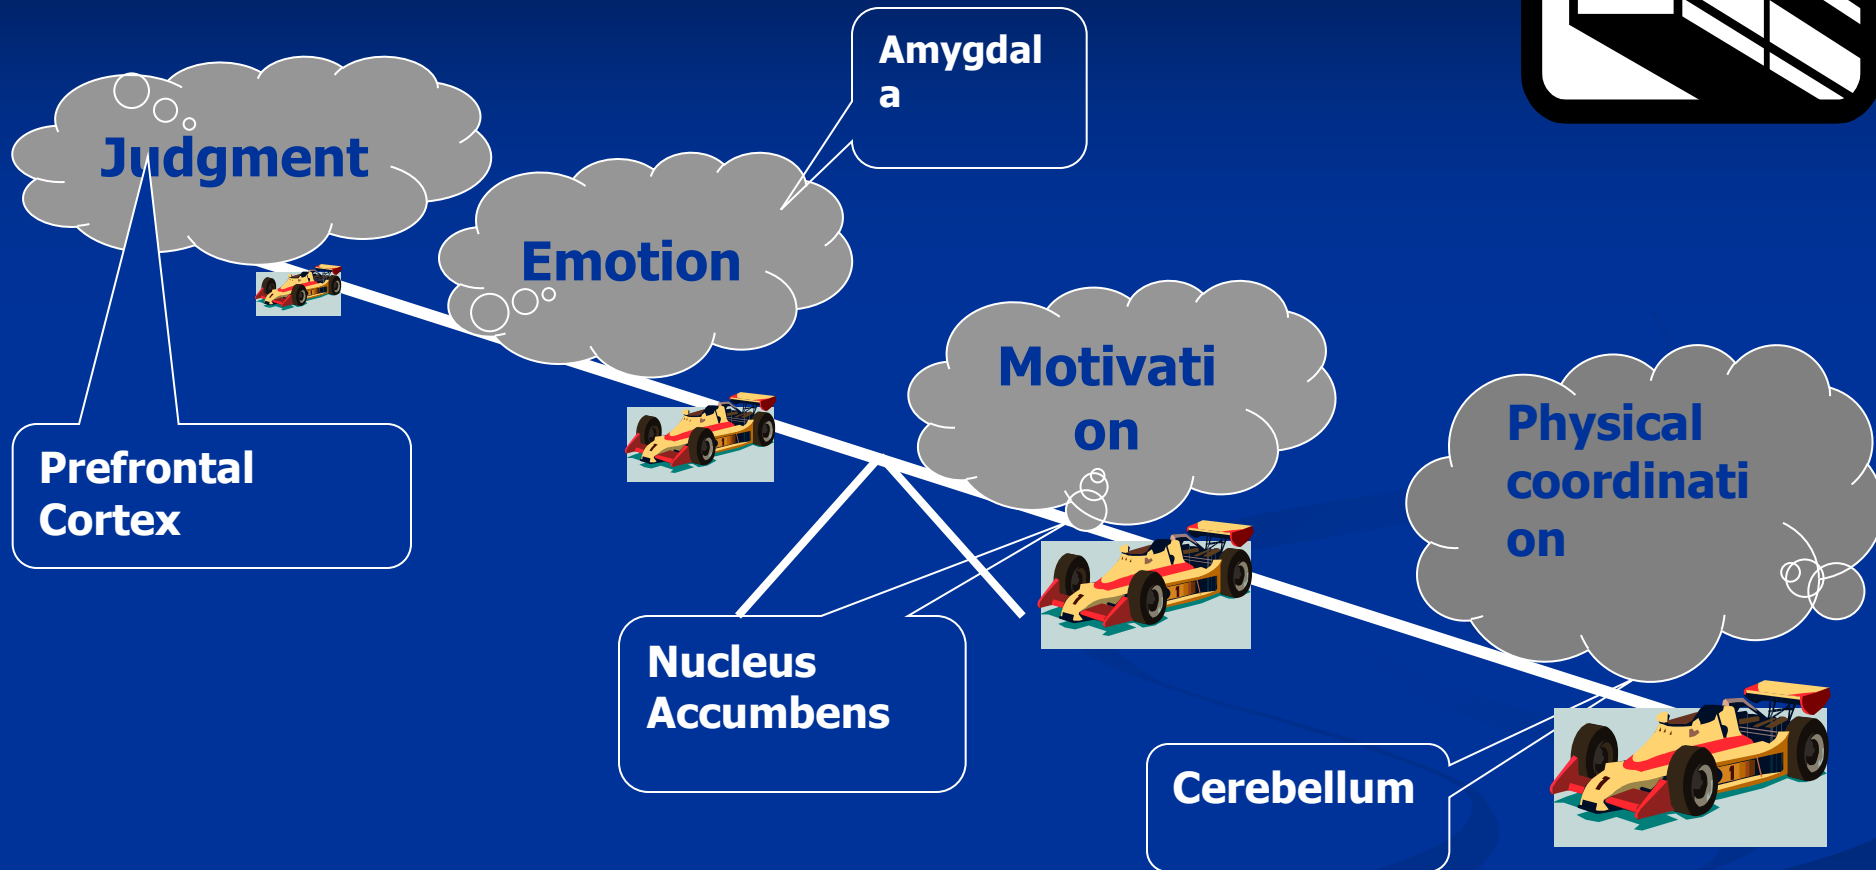 Amygdal
a
Judgment
Emotion
Motivati
on
Physical
coordinati
on
Prefrontal
Cortex
Nucleus
Accumbens
Cerebellum